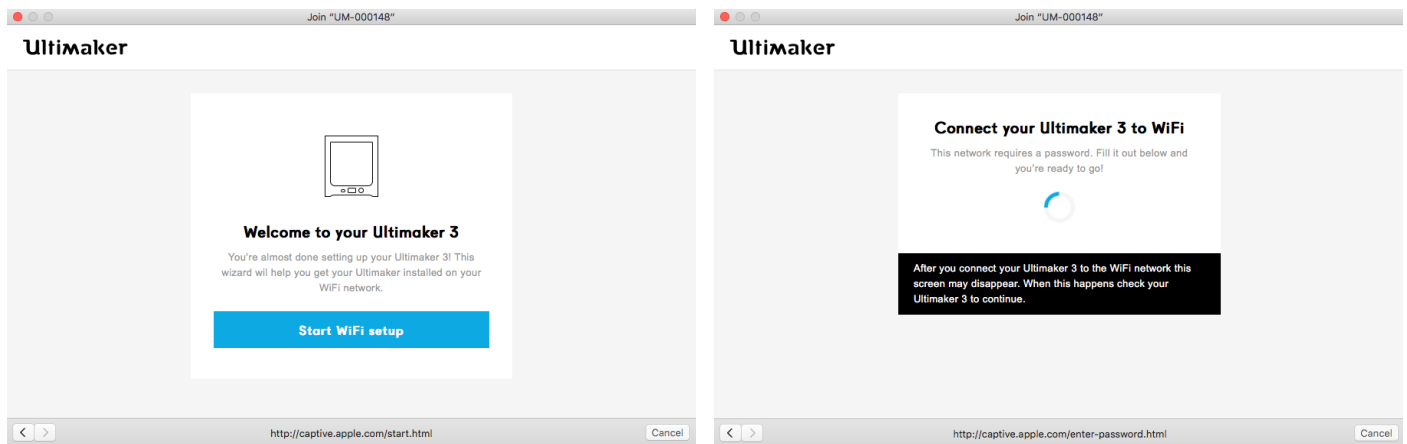 Join "UM-000148"
Ultimaker
Welcome to your Ultimaker 3
You're almost done setting up your Ultimaker 3! This
wizard wil help you get your Ultimaker installed on your
WiFi network.
Start WiFi setup
http://captive.apple.com/start.html
Cancel
Join "UM-000148"
Ultimaker
Connect your Ultimaker 3 to WiFi
This network requires a password. Fill it out below and
you're ready to go!
After you connect your Ultimaker 3 to the WiFi network this
screen may disappear. When this happens check your
Ultimaker 3 to continue.
http://captive.apple.com/enter-password.html
Cancel